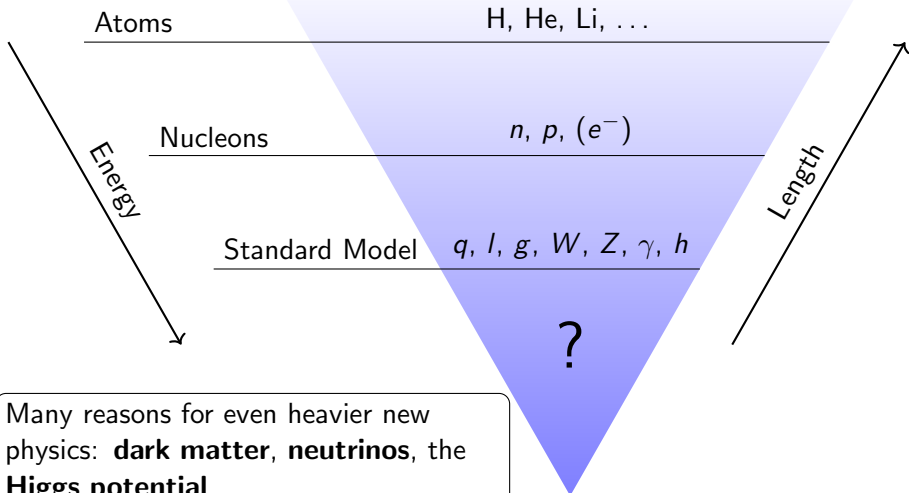 Atoms H, He, Li, ...
Nucleons n, p, (e⁻)
Energy
Length
Standard Model q, l, g, W, Z, γ, h
?
Many reasons for even heavier new
physics: dark matter, neutrinos, the
Higgs potential